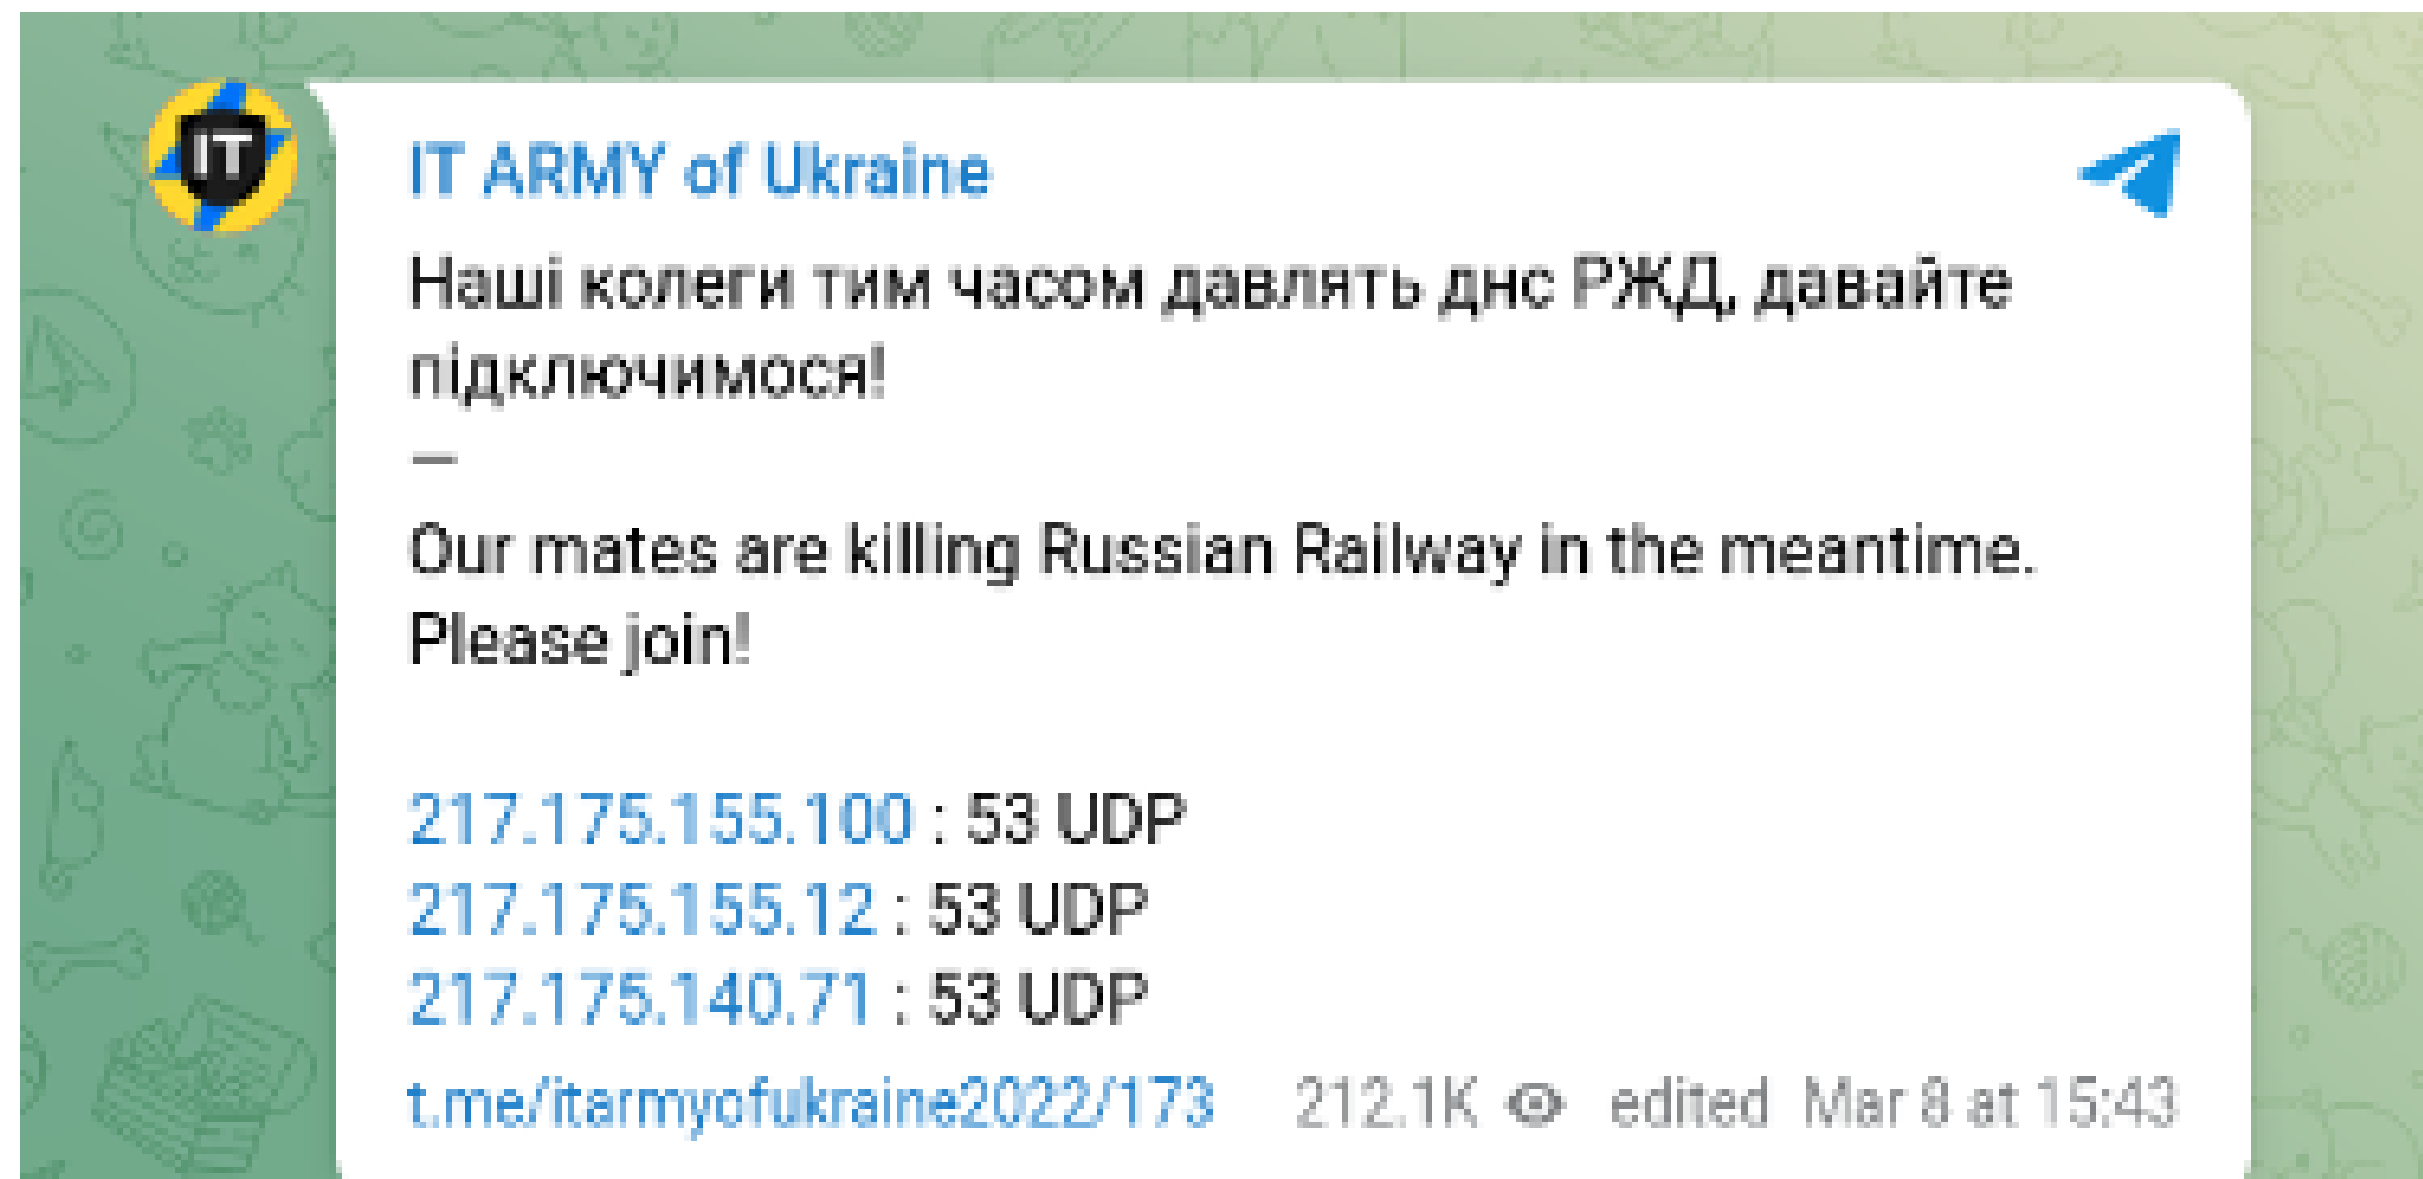 IT
IT ARMY of Ukraine
Наші колеги тим часом давлять днс РЖД, давайте
підключимося!
—
Our mates are killing Russian Railway in the meantime.
Please join!
217.175.155.100 : 53 UDP
217.175.155.12 : 53 UDP
217.175.140.71 : 53 UDP
t.me/itarmyofukraine2022/173 212.1K edited Mar 8 at 15:43